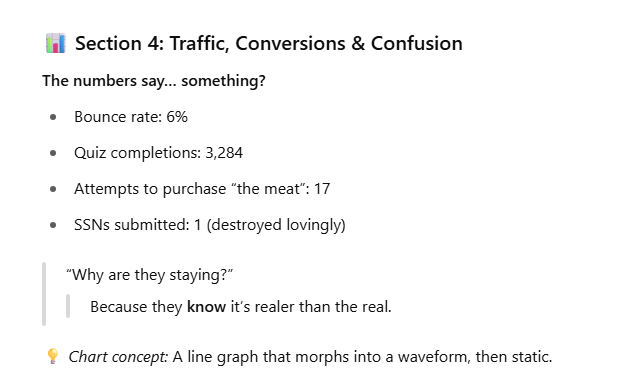 Section 4: Traffic, Conversions & Confusion
The numbers say... something?
Bounce rate: 6%
Quiz completions: 3,284
Attempts to purchase “the meat”: 17
SSNs submitted: 1 (destroyed lovingly)
“Why are they staying?”
Because they know it’s realer than the real.
Chart concept: A line graph that morphs into a waveform, then static.